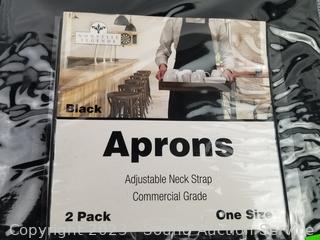 Black
Aprons
Adjustable Neck Strap
Commercial Grade
2 Pack One Size